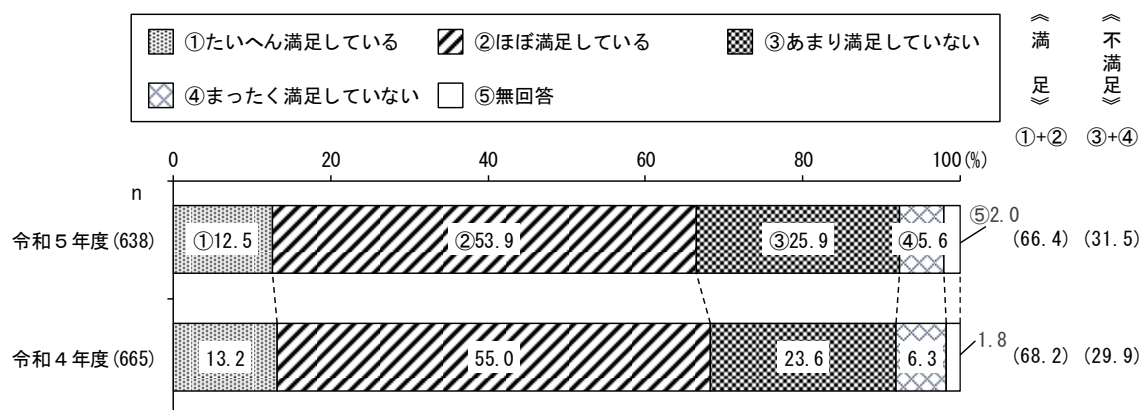 ①たいへん満足している ②ほぼ満足している ③あまり満足していない
④まったく満足していない ⑤無回答
《満足》 《不満足》
①+② ③+④
0 20 40 60 80 100(%)
n
令和5年度(638) ①12.5 ②53.9 ③25.9 ④5.6 ⑤2.0 (66.4) (31.5)
令和4年度(665) 13.2 55.0 23.6 6.3 1.8 (68.2) (29.9)